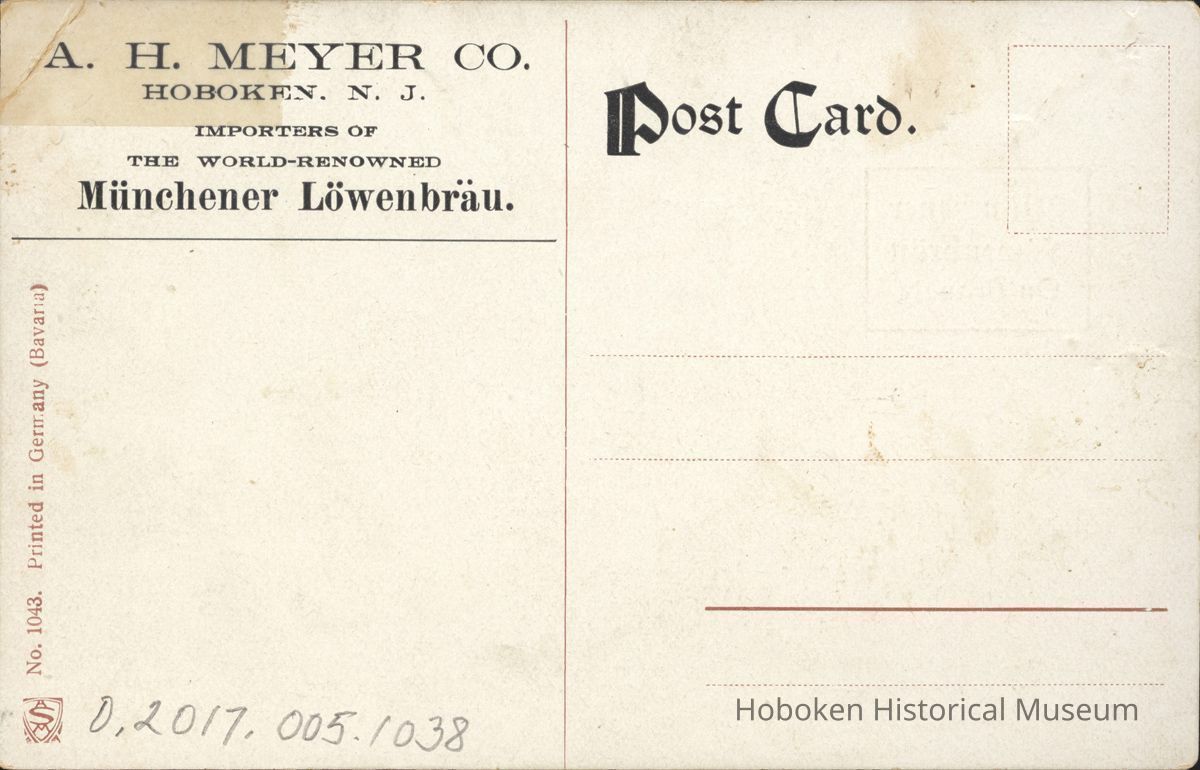 A. H. MEYER CO.
HOBOKEN. N. J.
IMPORTERS OF
THE WORLD-RENOWNED
Münchener Löwenbräu.
Post Card.
No. 1043. Printed in Germany (Bavaria)
D.2017.005.1038
Hoboken Historical Museum